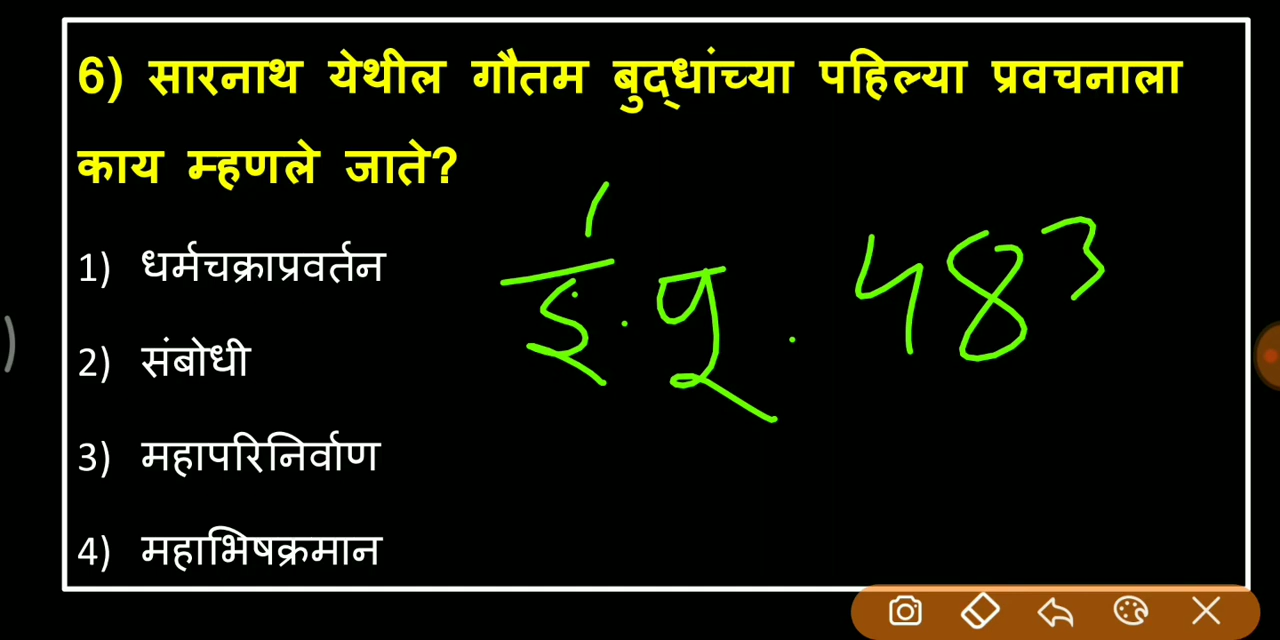 6) सारनाथ येथील गौतम बुद्धांच्या पहिल्या प्रवचनाला
काय म्हणले जाते?
1) धर्मचक्राप्रवर्तन
2) संबोधी
3) महापरिनिर्वाण
4) महाभिषक्रमान
ई.पू. 483